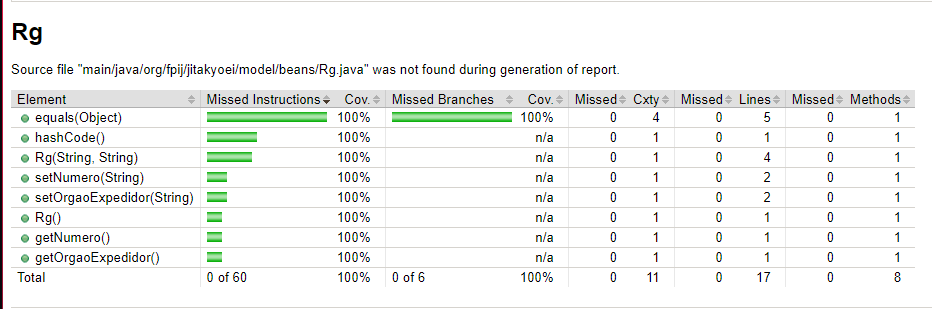 Rg
Source file "main/java/org/fpij/jitakyoei/model/beans/Rg.java" was not found during generation of report.
Element Missed Instructions Cov. Missed Branches Cov. Missed Cxty Missed Lines Missed Methods
equals(Object) 100% 100% 0 4 0 5 0 1
hashCode() 100% n/a 0 1 0 1 0 1
Rg(String, String) 100% n/a 0 1 0 4 0 1
setNumero(String) 100% n/a 0 1 0 2 0 1
setOrgaoExpedidor(String) 100% n/a 0 1 0 2 0 1
Rg() 100% n/a 0 1 0 1 0 1
getNumero() 100% n/a 0 1 0 1 0 1
getOrgaoExpedidor() 100% n/a 0 1 0 1 0 1
Total 0 of 60 100% 0 of 6 100% 0 11 0 17 0 8